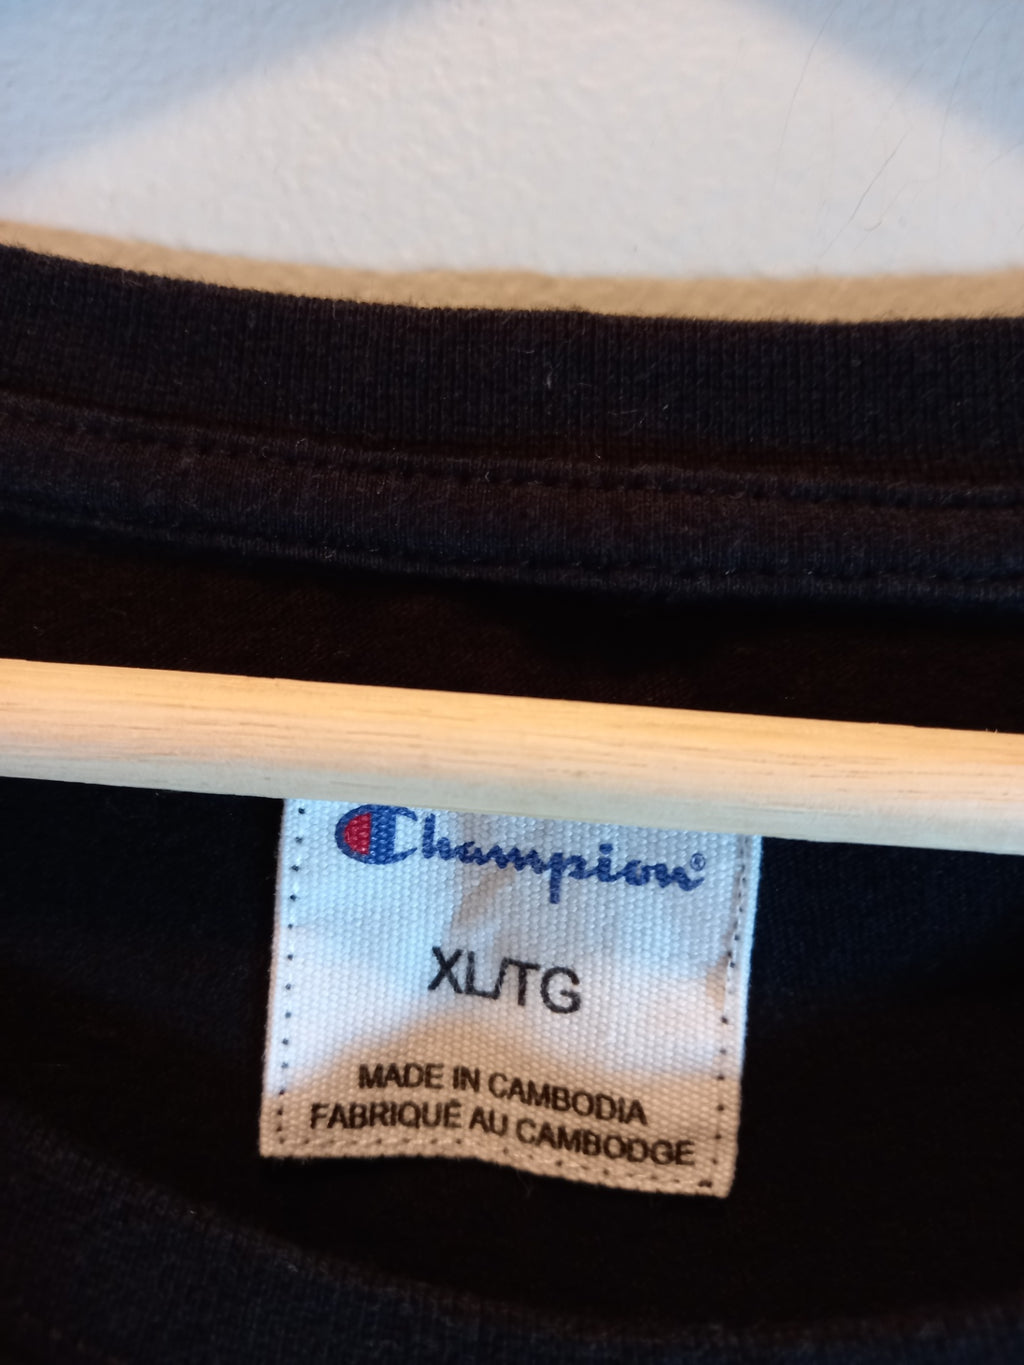 Champion®
XL/TG
MADE IN CAMBODIA
FABRIQUÉ AU CAMBODGE